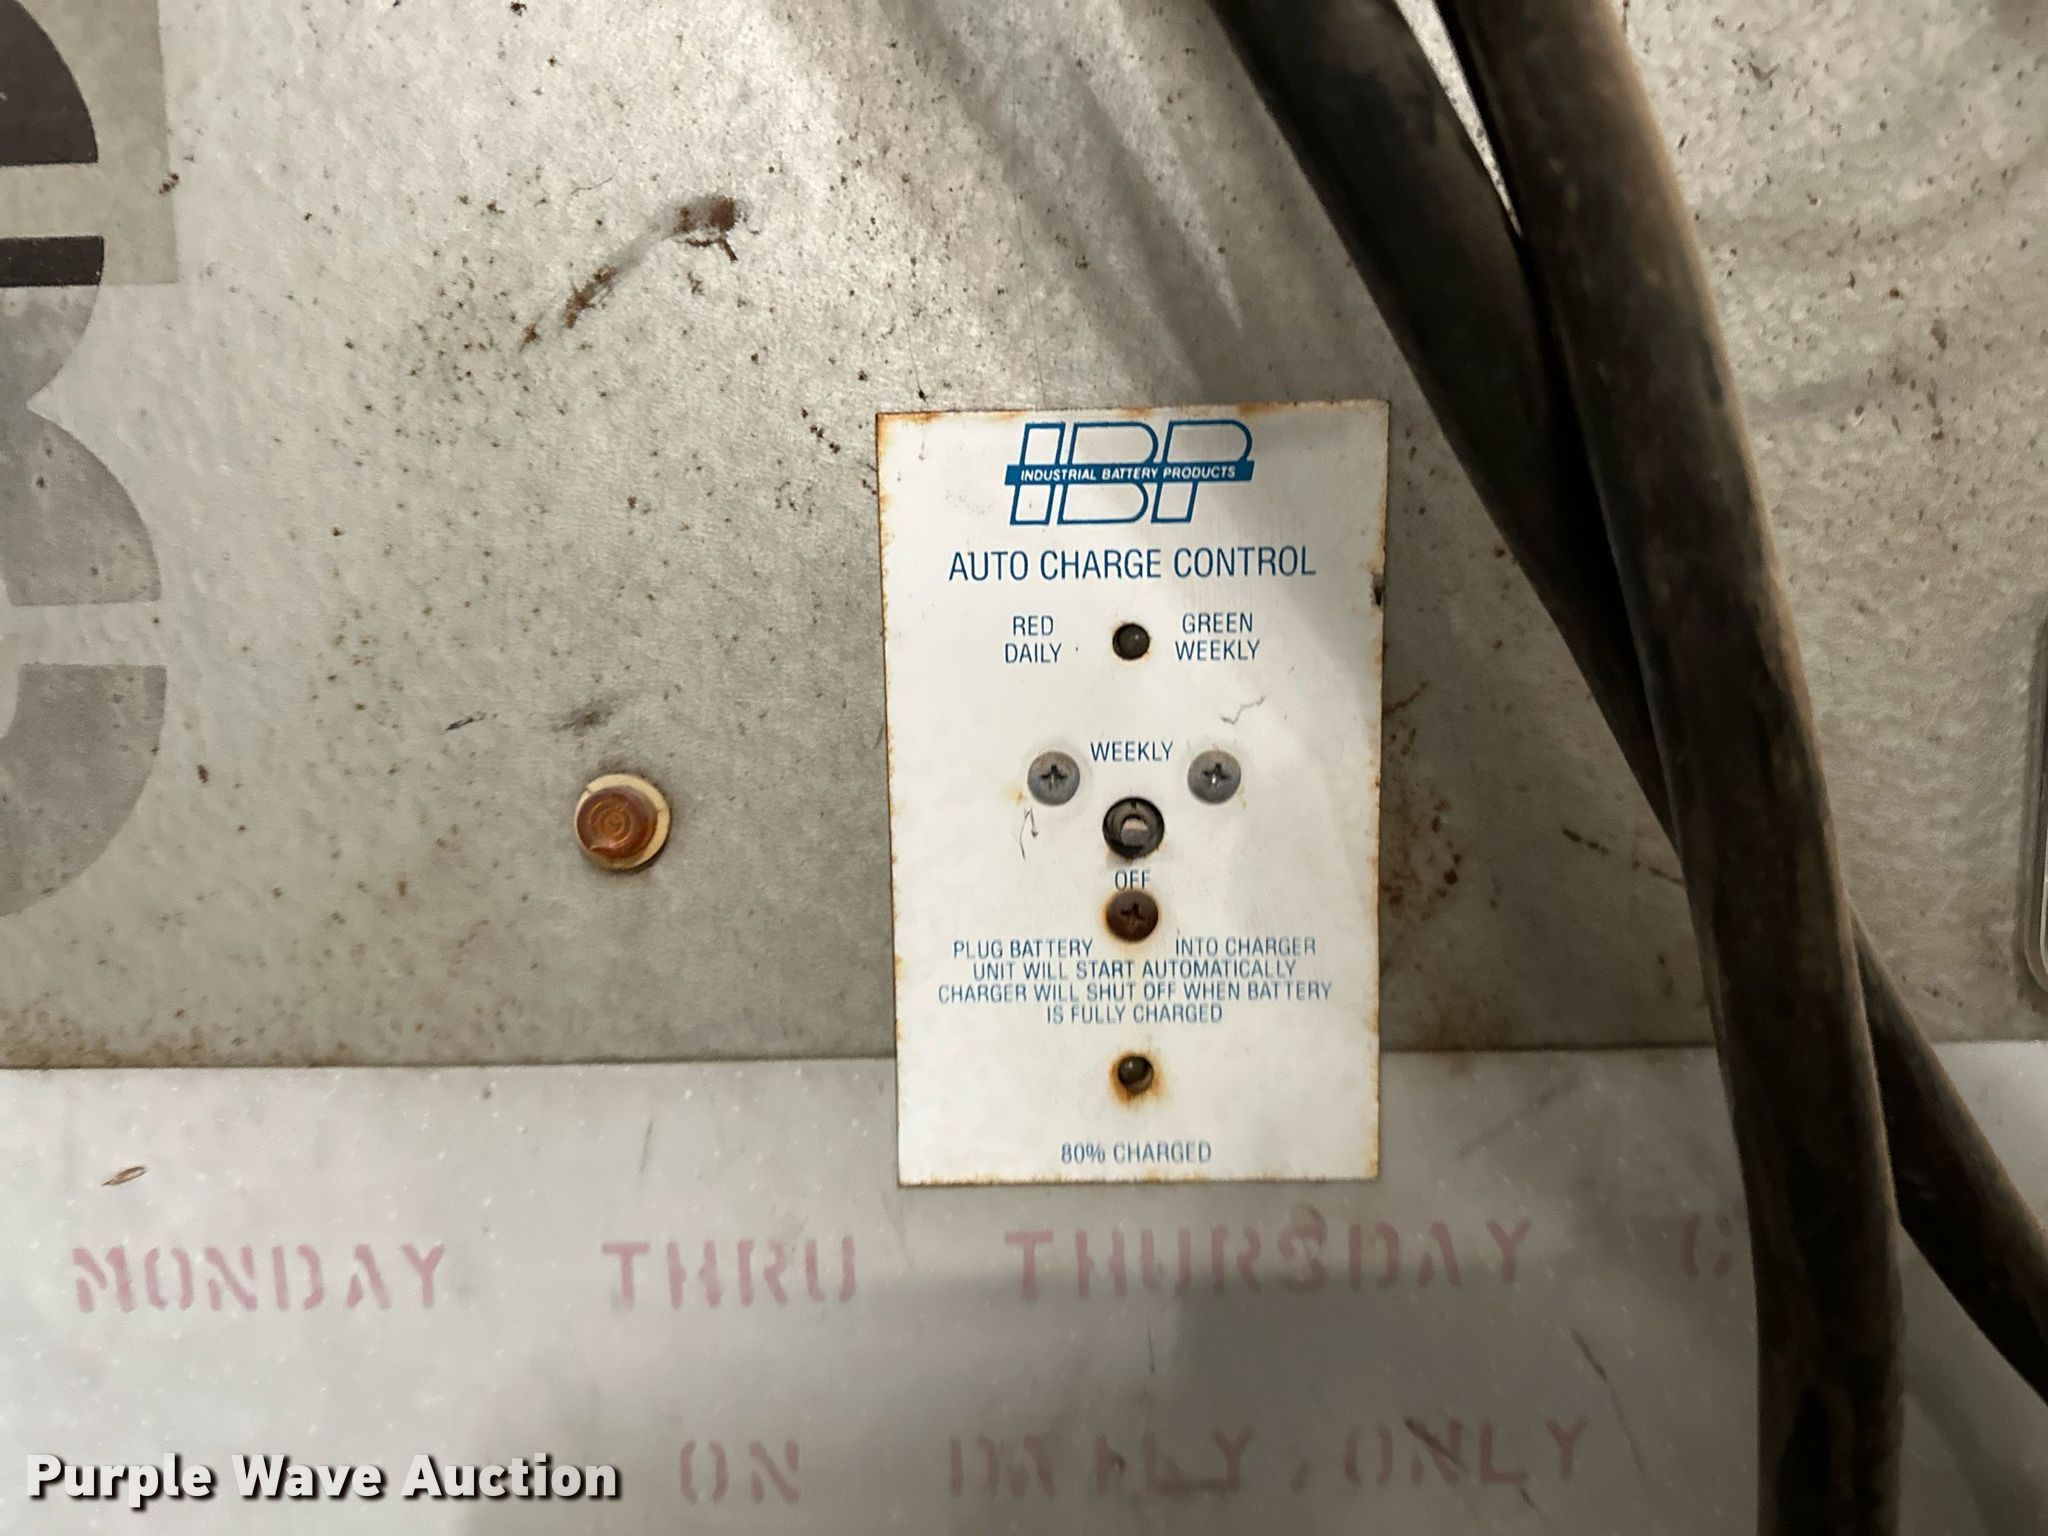 IBP
INDUSTRIAL BATTERY PRODUCTS
AUTO CHARGE CONTROL
RED DAILY
GREEN WEEKLY
WEEKLY
OFF
PLUG BATTERY INTO CHARGER
UNIT WILL START AUTOMATICALLY
CHARGER WILL SHUT OFF WHEN BATTERY
IS FULLY CHARGED
80% CHARGED
MONDAY THRU THURSDAY
ON DAILY ONLY
Purple Wave Auction